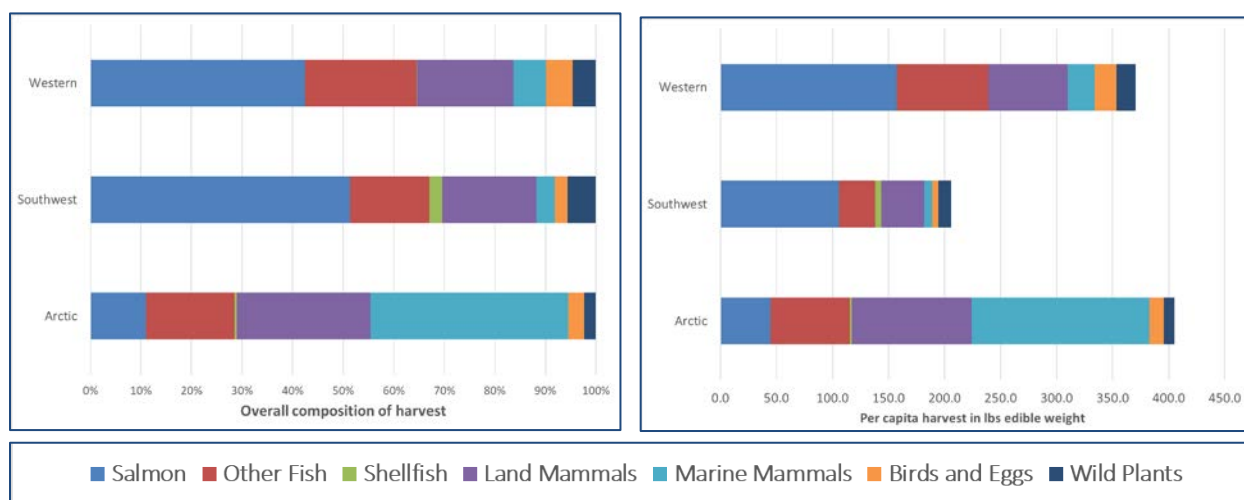 Western
Southwest
Arctic
0% 10% 20% 30% 40% 50% 60% 70% 80% 90% 100%
Overall composition of harvest
Western
Southwest
Arctic
0.0 50.0 100.0 150.0 200.0 250.0 300.0 350.0 400.0 450.0
Per capita harvest in lbs edible weight
Salmon Other Fish Shellfish Land Mammals Marine Mammals Birds and Eggs Wild Plants